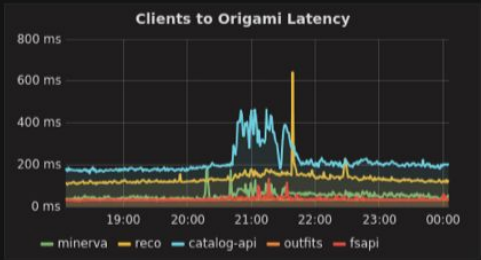 Clients to Origami Latency
800 ms
600 ms
400 ms
200 ms
0 ms
19:00 20:00 21:00 22:00 23:00 00:00
minerva reco catalog-api outfits fsapi